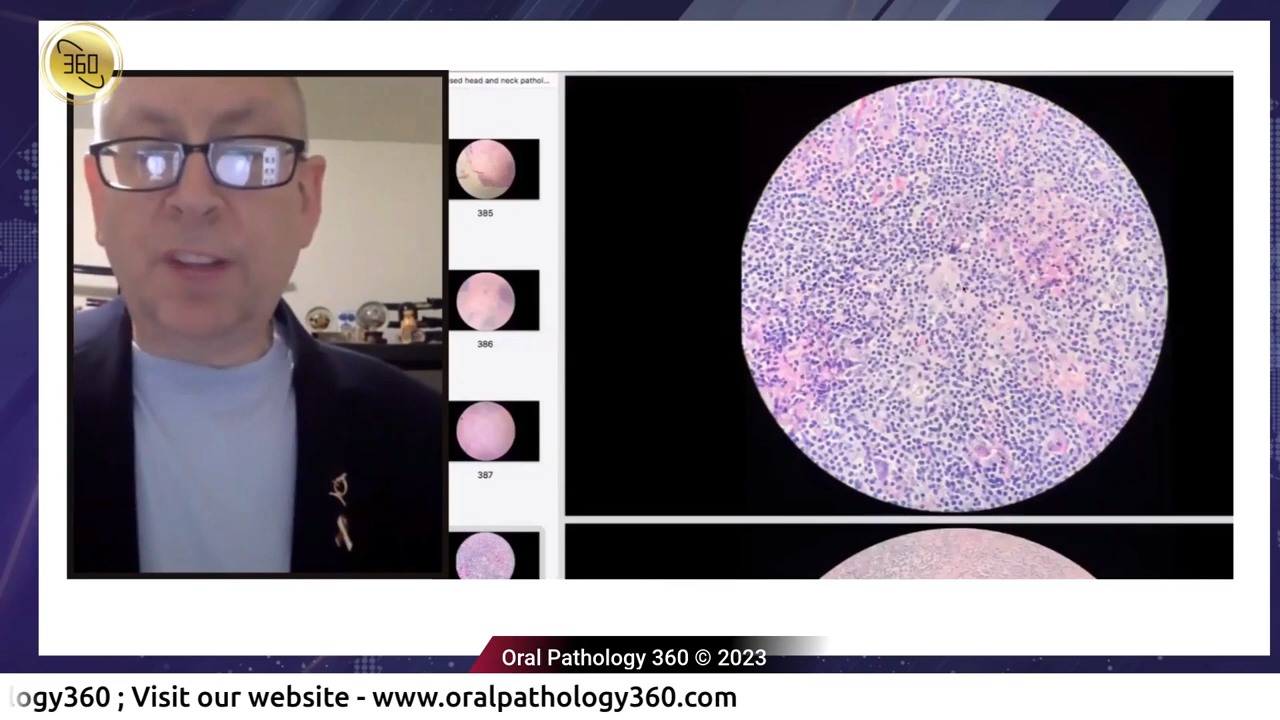 360
sed head and neck pathol...
385
386
387
Oral Pathology 360 © 2023
ogy360 ; Visit our website - www.oralpathology360.com